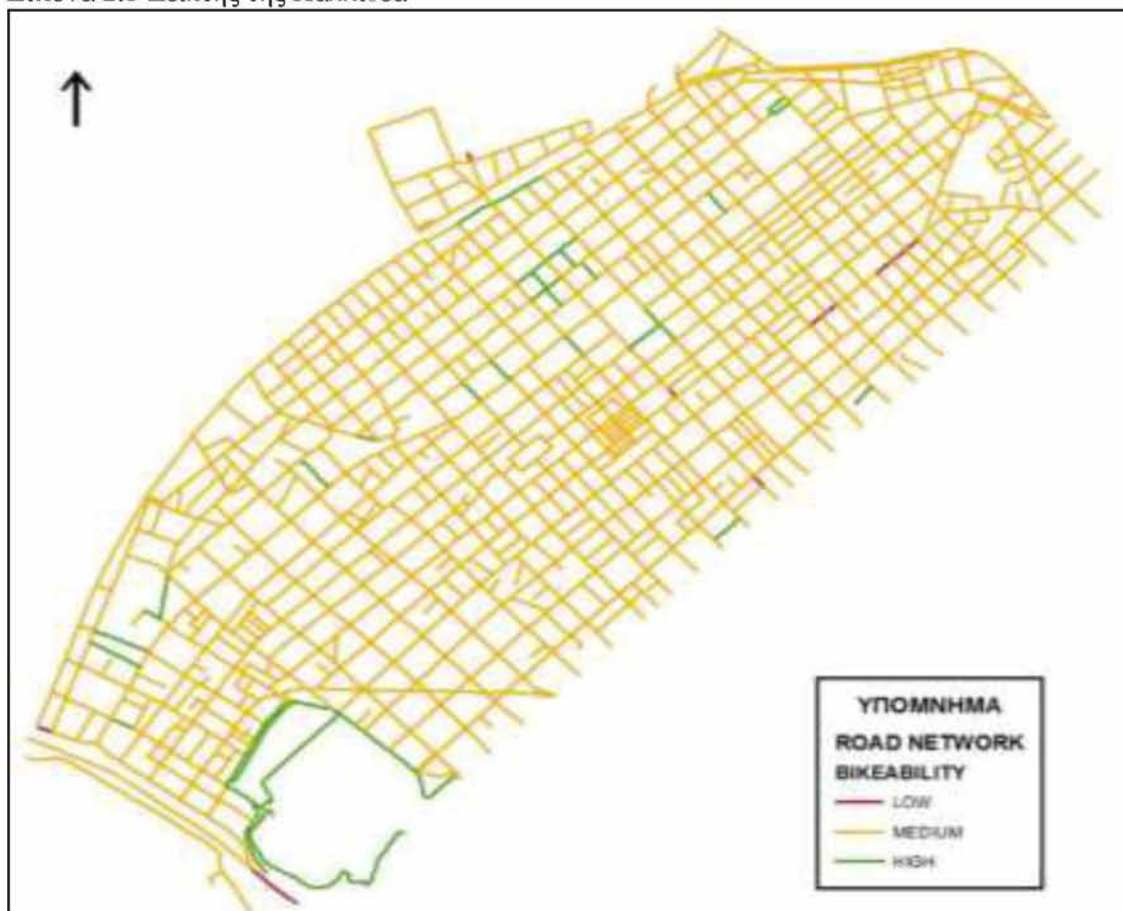 ΥΠΟΜΝΗΜΑ
ROAD NETWORK
BIKEABILITY
LOW
MEDIUM
HIGH